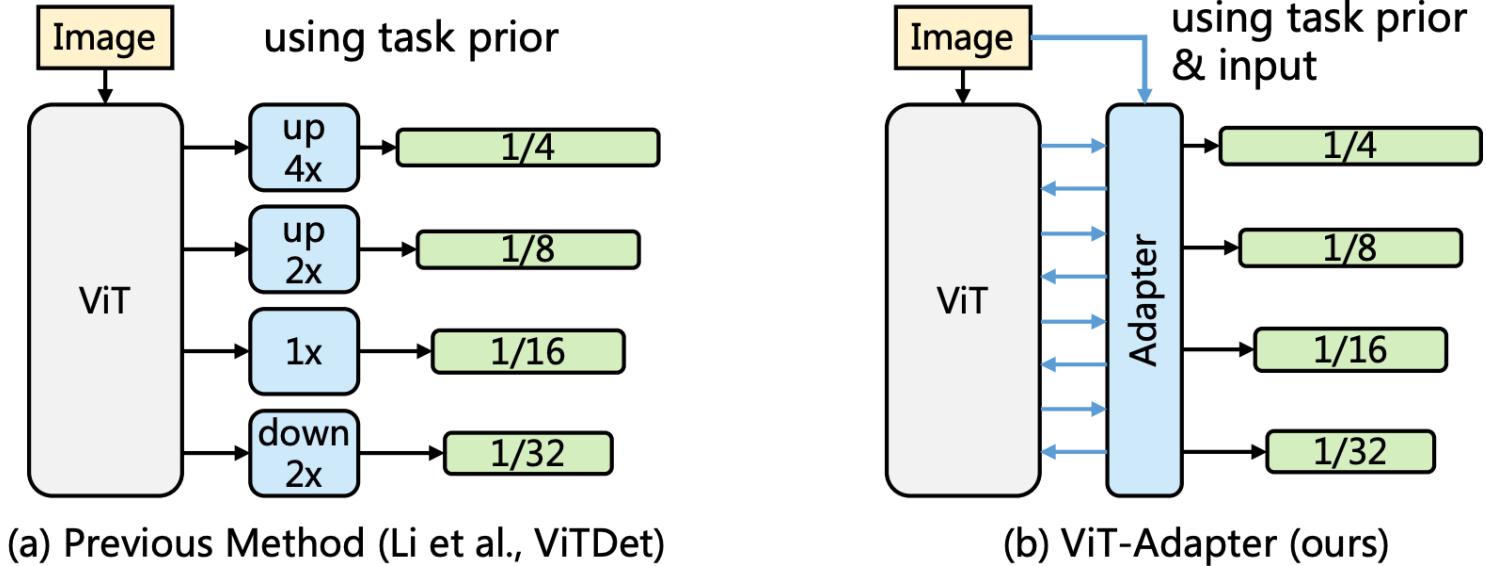 Image
using task prior
ViT
up
4x
1/4
up
2x
1/8
1x
1/16
down
2x
1/32
(a) Previous Method (Li et al., ViTDet)
Image
using task prior
& input
ViT
Adapter
1/4
1/8
1/16
1/32
(b) ViT-Adapter (ours)